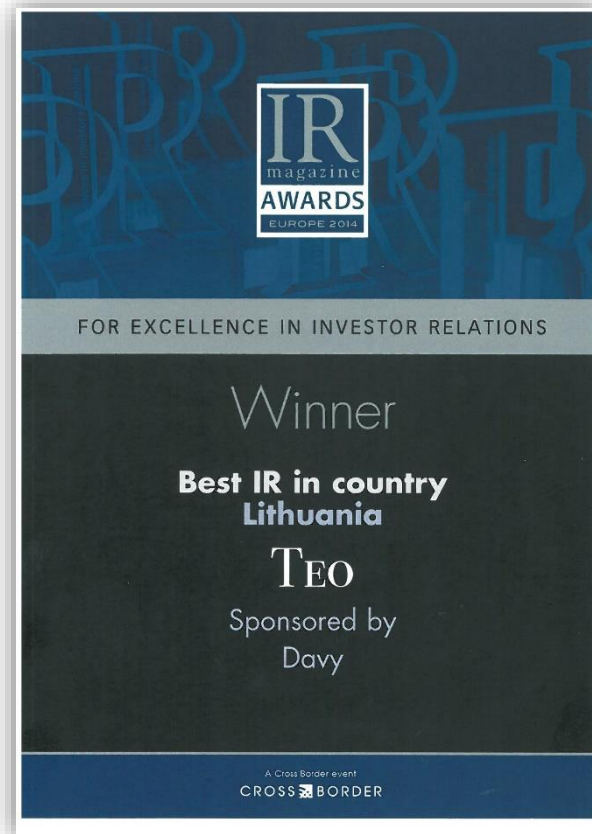 IR
magazine
AWARDS
EUROPE 2014
FOR EXCELLENCE IN INVESTOR RELATIONS
Winner
Best IR in country
Lithuania
TEO
Sponsored by
Davy
A Cross Border event
CROSS BORDER